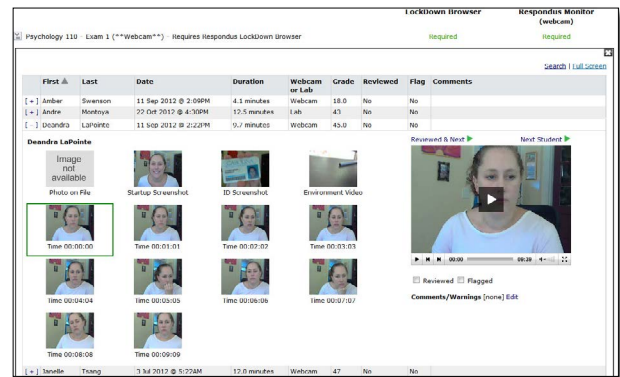 LockDown Browser Respondus Monitor
(webcam)
Psychology 110 - Exam 1 (**Webcam**) - Requires Respondus LockDown Browser Required Required
Search | Full Screen
First Last Date Duration Webcam or Lab Grade Reviewed Flag Comments
[+] Amber Swenson 11 Sep 2012 @ 2:09PM 4.1 minutes Webcam 18.0 No No
[+] Andre Montoya 22 Oct 2012 @ 4:30PM 12.5 minutes Lab 43 No No
[-] Deandra LaPointe 11 Sep 2012 @ 2:22PM 9.7 minutes Webcam 45.0 No No
Deandra LaPointe Reviewed & Next Next Student
Image
not
available
Photo on File Startup Screenshot ID Screenshot Environment Video
Time 00:00:00 Time 00:01:01 Time 00:02:02 Time 00:03:03
00:00 09:39
Reviewed Flagged
Comments/Warnings [none] Edit
Time 00:04:04 Time 00:05:05 Time 00:06:06 Time 00:07:07
Time 00:08:08 Time 00:09:09
[+] Janelle Tsang 3 Jul 2012 @ 5:22AM 12.0 minutes Webcam 47 No No